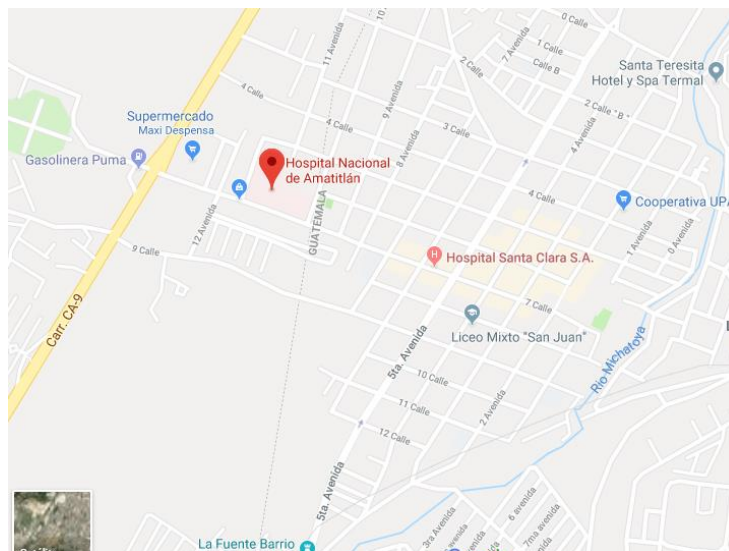 10 A
0 Calle
11 Avenida
2 Calle
7 Avenida
1 Calle
Calle B
Santa Teresita
Hotel y Spa Termal
4 Calle
9 Avenida
2 Calle "B"
Supermercado
Maxi Despensa
3 Calle
4 Calle
4 Avenida
Gasolinera Puma
Hospital Nacional
de Amatitlán
8 Avenida
4 Calle
Cooperativa UPA
12 Avenida
GUATEMALA
1 Avenida
0 Avenida
9 Calle
H
Hospital Santa Clara S.A.
7 Calle
Carr. CA-9
Liceo Mixto "San Juan"
5ta. Avenida
Rio Michatoya
10 Calle
11 Calle
2 Avenida
12 Calle
5ta. Avenida
3ra Avenida
6 avenida
7ma avenida
La Fuente Barrio